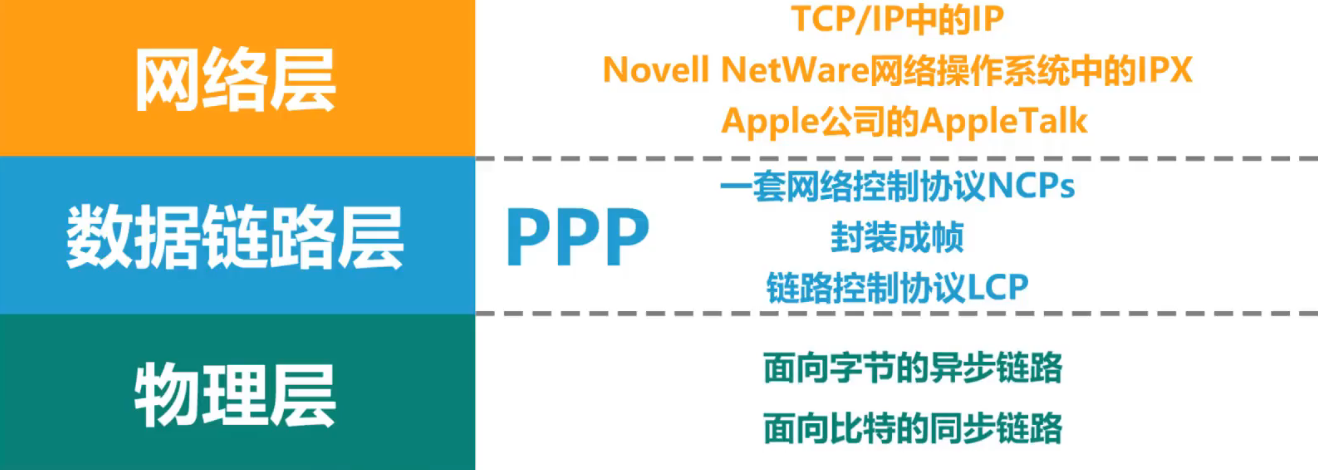 网络层
TCP/IP中的IP
Novell NetWare网络操作系统中的IPX
Apple公司的AppleTalk
数据链路层
PPP
一套网络控制协议NCPs
封装成帧
链路控制协议LCP
物理层
面向字节的异步链路
面向比特的同步链路